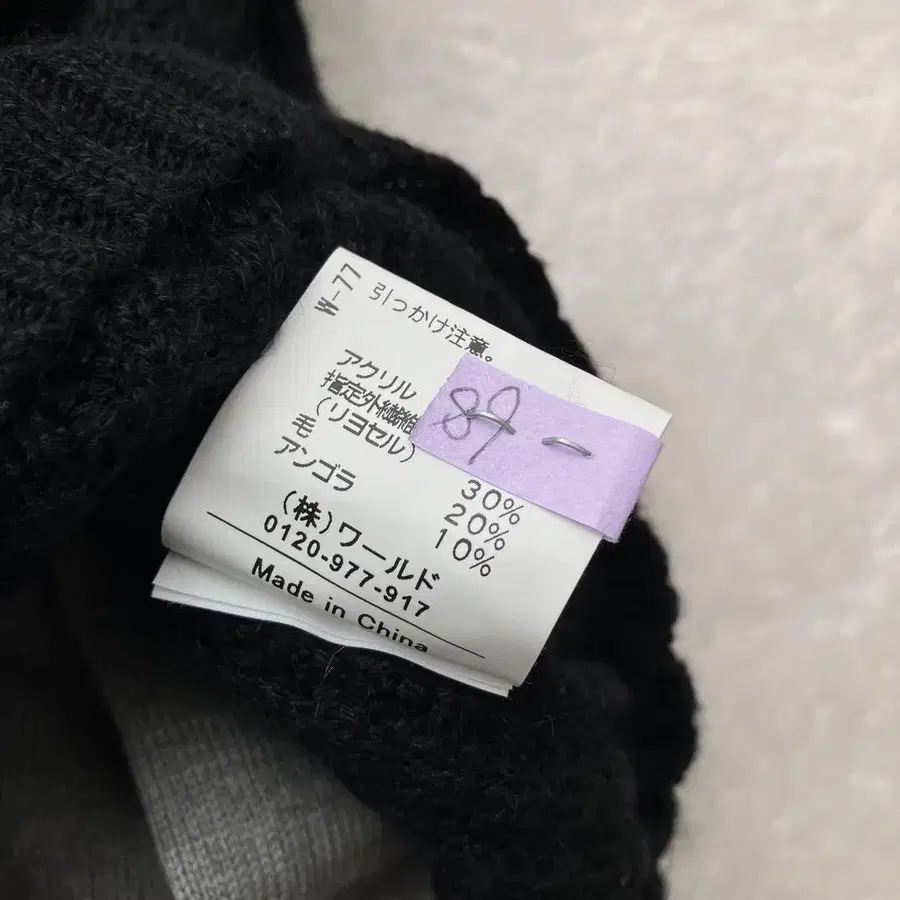 W-77
引っかけ注意。
アクリル
指定外繊維
(リヨセル) 30%
毛 20%
アンゴラ 10%
(株)ワールド
0120-977-917
Made in China
89